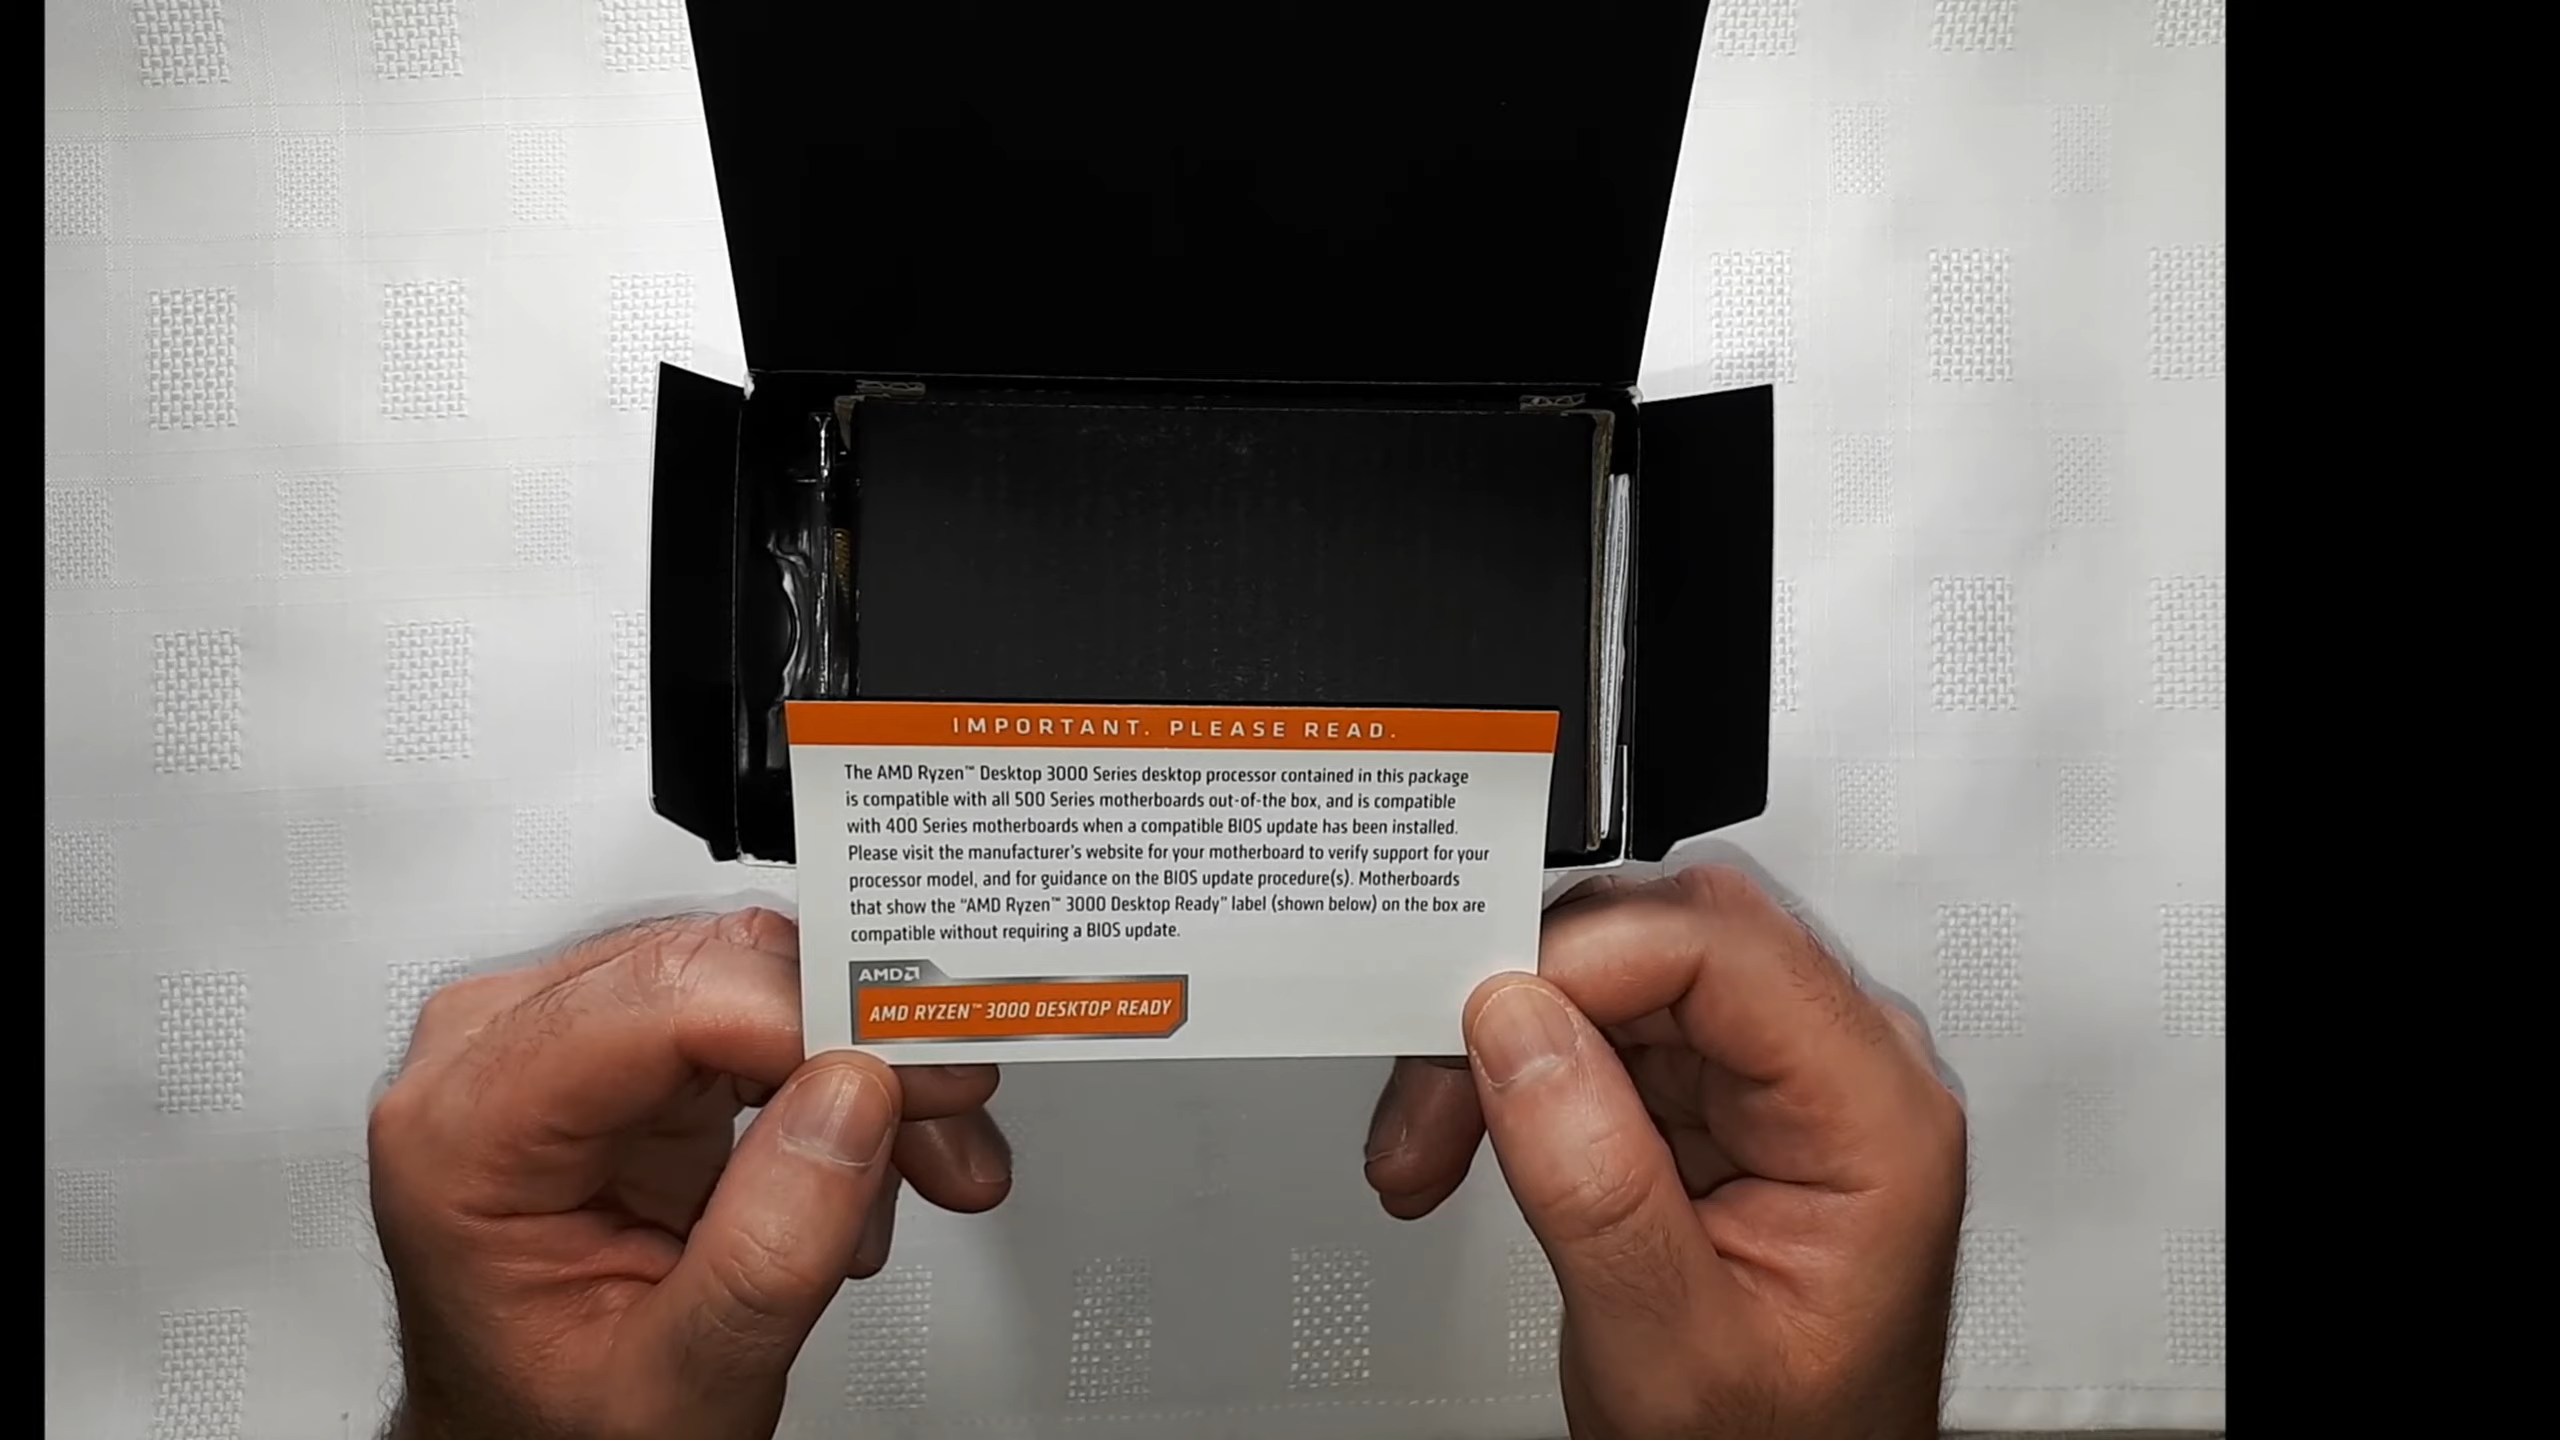 IMPORTANT. PLEASE READ.
The AMD Ryzen™ Desktop 3000 Series desktop processor contained in this package
is compatible with all 500 Series motherboards out-of-the box, and is compatible
with 400 Series motherboards when a compatible BIOS update has been installed.
Please visit the manufacturer's website for your motherboard to verify support for your
processor model, and for guidance on the BIOS update procedure(s). Motherboards
that show the "AMD Ryzen™ 3000 Desktop Ready" label (shown below) on the box are
compatible without requiring a BIOS update.
AMD
AMD RYZEN™ 3000 DESKTOP READY